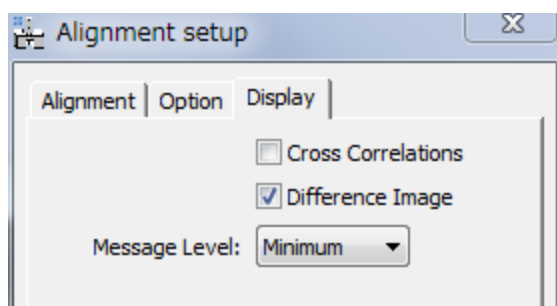 Alignment setup
Alignment Option Display
Cross Correlations
Difference Image
Message Level: Minimum